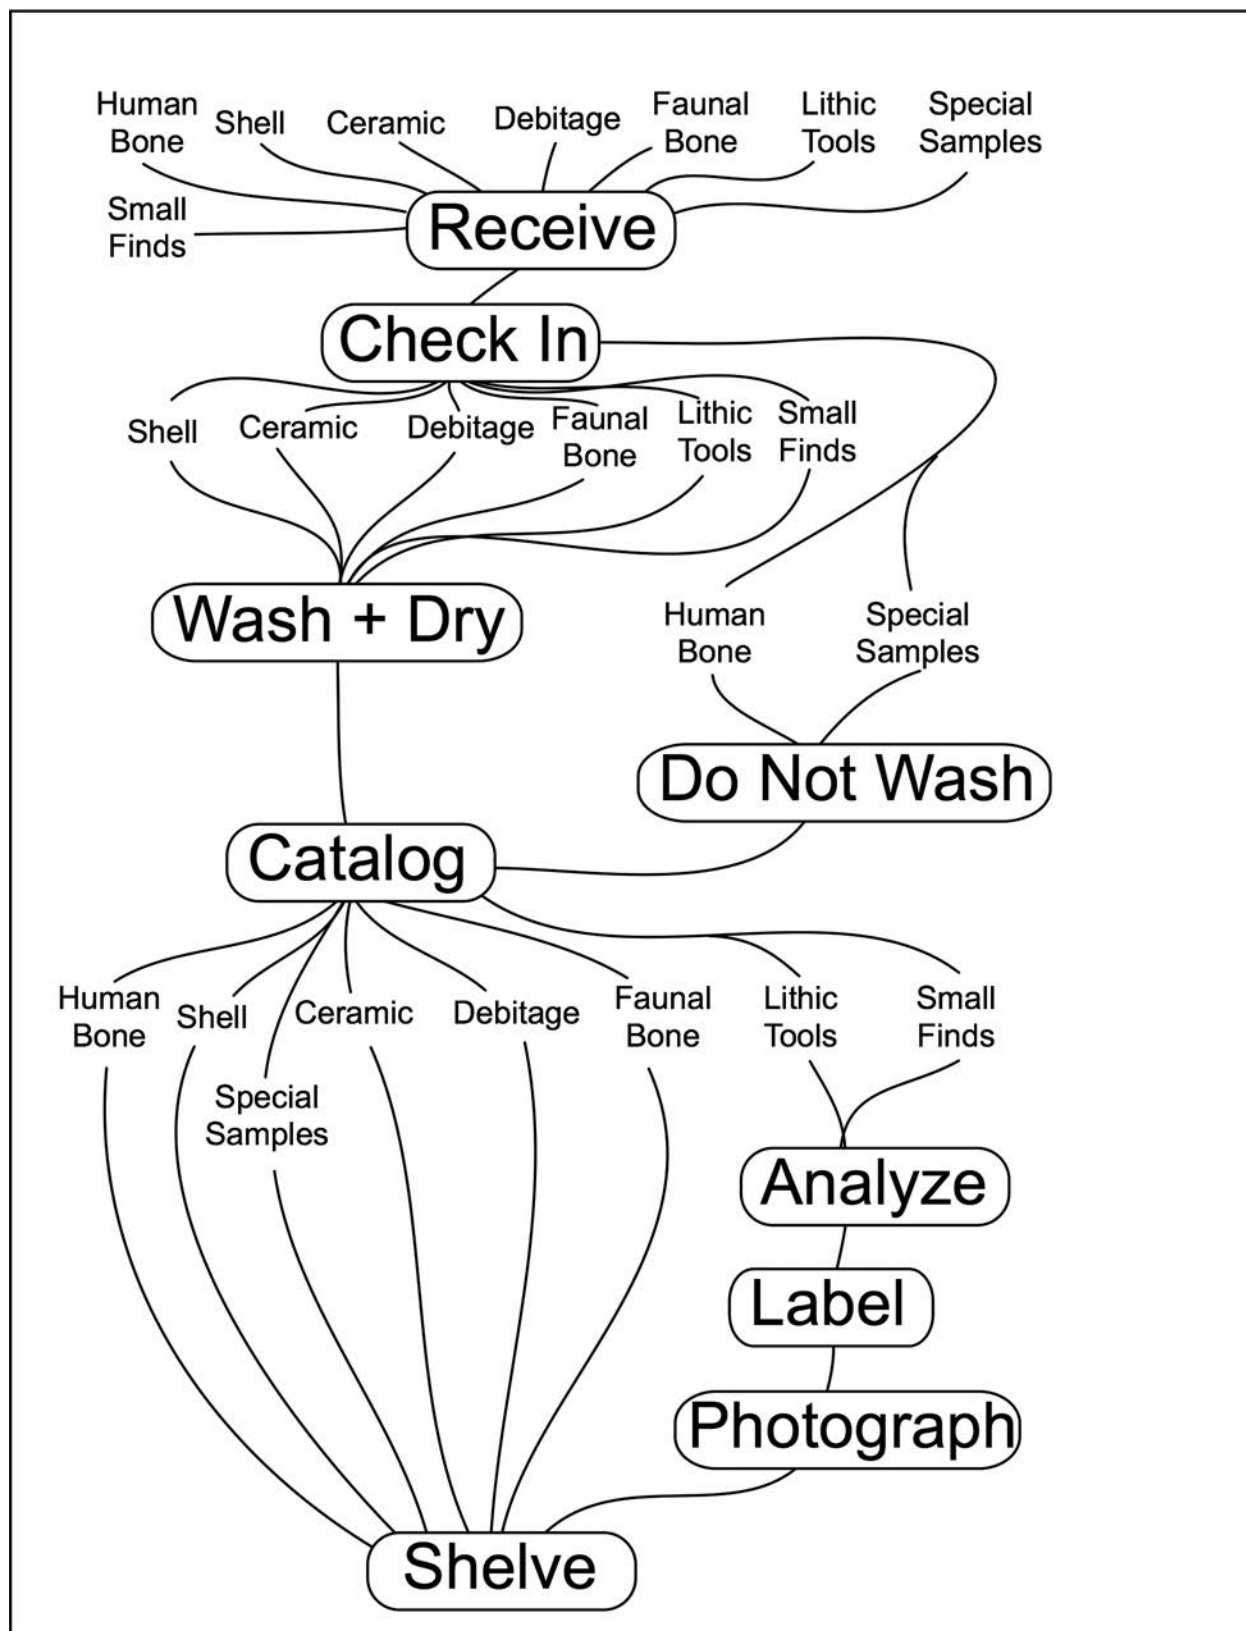 Human
Bone
Shell
Ceramic
Debitage
Faunal
Bone
Lithic
Tools
Special
Samples
Small
Finds
Receive
Check In
Shell
Ceramic
Debitage
Faunal
Bone
Lithic
Tools
Small
Finds
Wash + Dry
Human
Bone
Special
Samples
Do Not Wash
Catalog
Human
Bone
Shell
Special
Samples
Ceramic
Debitage
Faunal
Bone
Lithic
Tools
Small
Finds
Analyze
Label
Photograph
Shelve